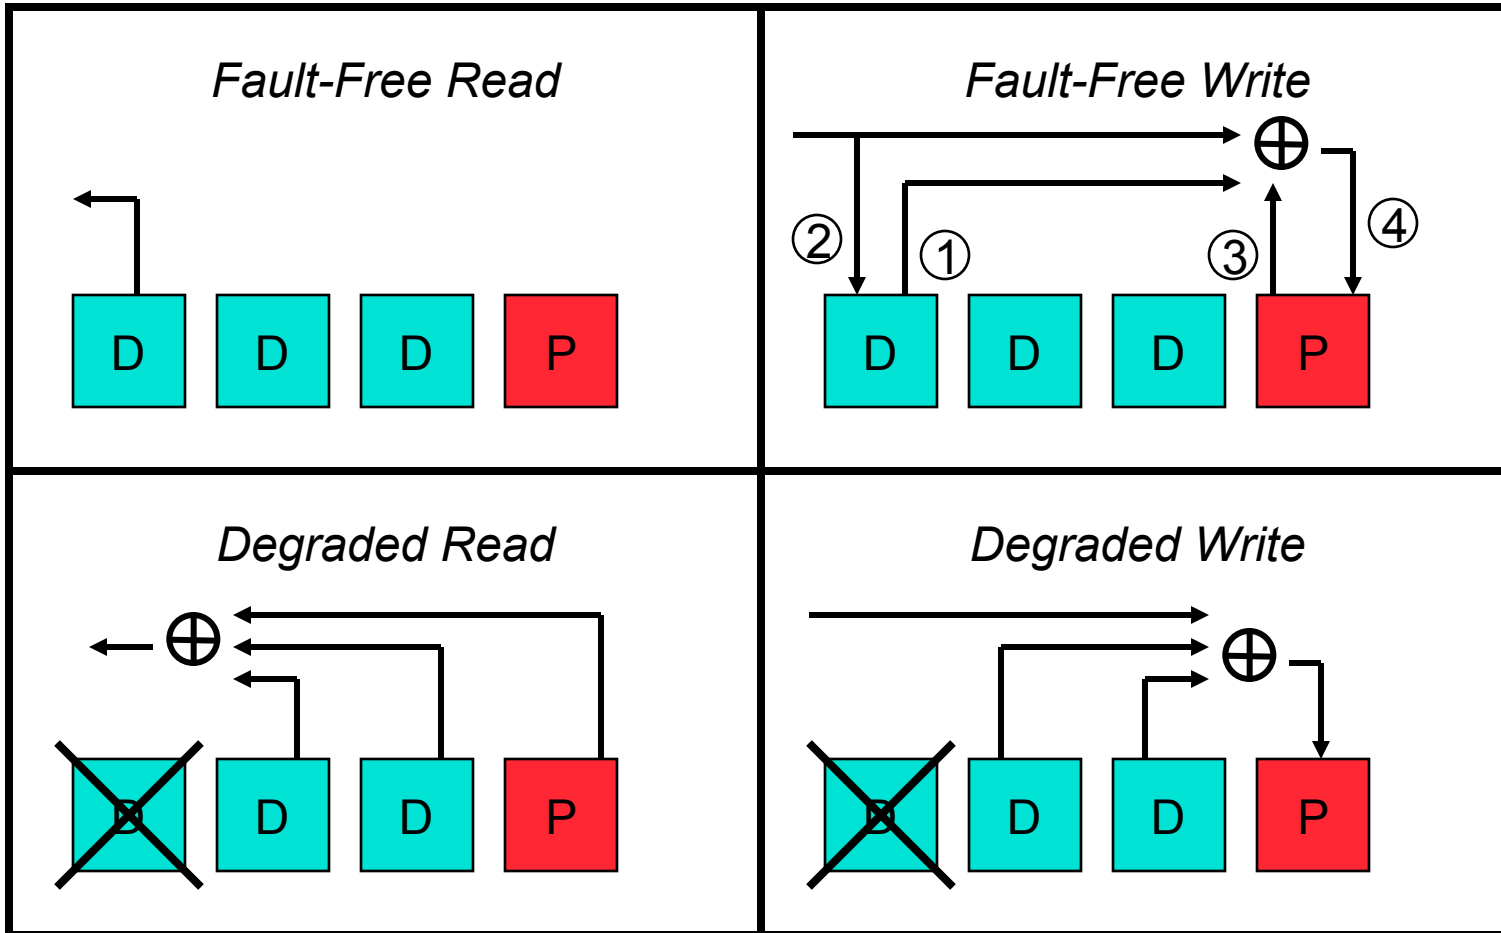 Fault-Free Read
D D D P
Fault-Free Write
2 1 3 4
D D D P
Degraded Read
D D D P
Degraded Write
D D D P